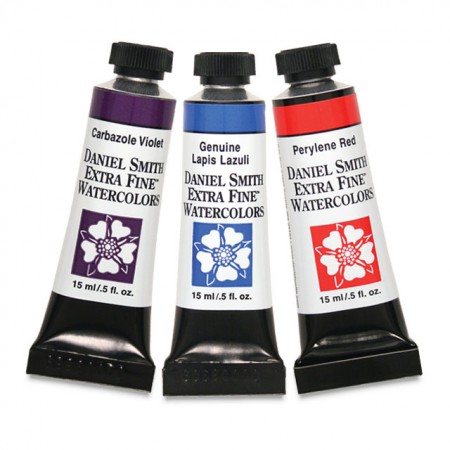 Carbazole Violet
DANIEL SMITH
EXTRA FINE™
WATERCOLORS
15 ml/.5 fl. oz.
Genuine
Lapis Lazuli
DANIEL SMITH
EXTRA FINE™
WATERCOLORS
15 ml/.5 fl. oz.
Perylene Red
DANIEL SMITH
EXTRA FINE™
WATERCOLORS
15 ml/.5 fl. oz.